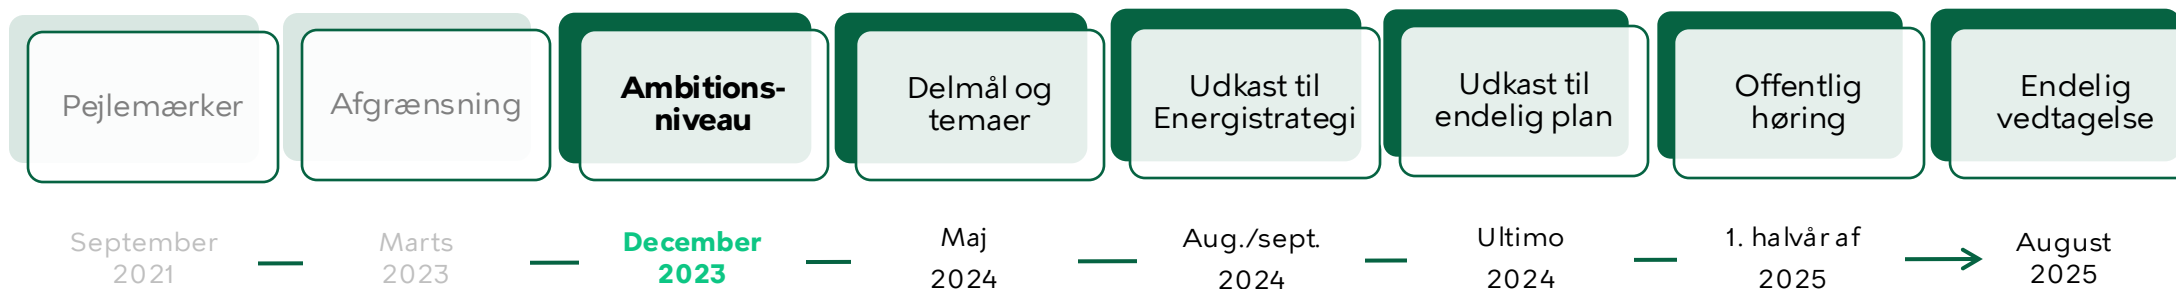 Pejlemærker
Afgrænsning
Ambitions-
niveau
Delmål og
temaer
Udkast til
Energistrategi
Udkast til
endelig plan
Offentlig
høring
Endelig
vedtagelse
September
2021
Marts
2023
December
2023
Maj
2024
Aug./sept.
2024
Ultimo
2024
1. halvår af
2025
August
2025